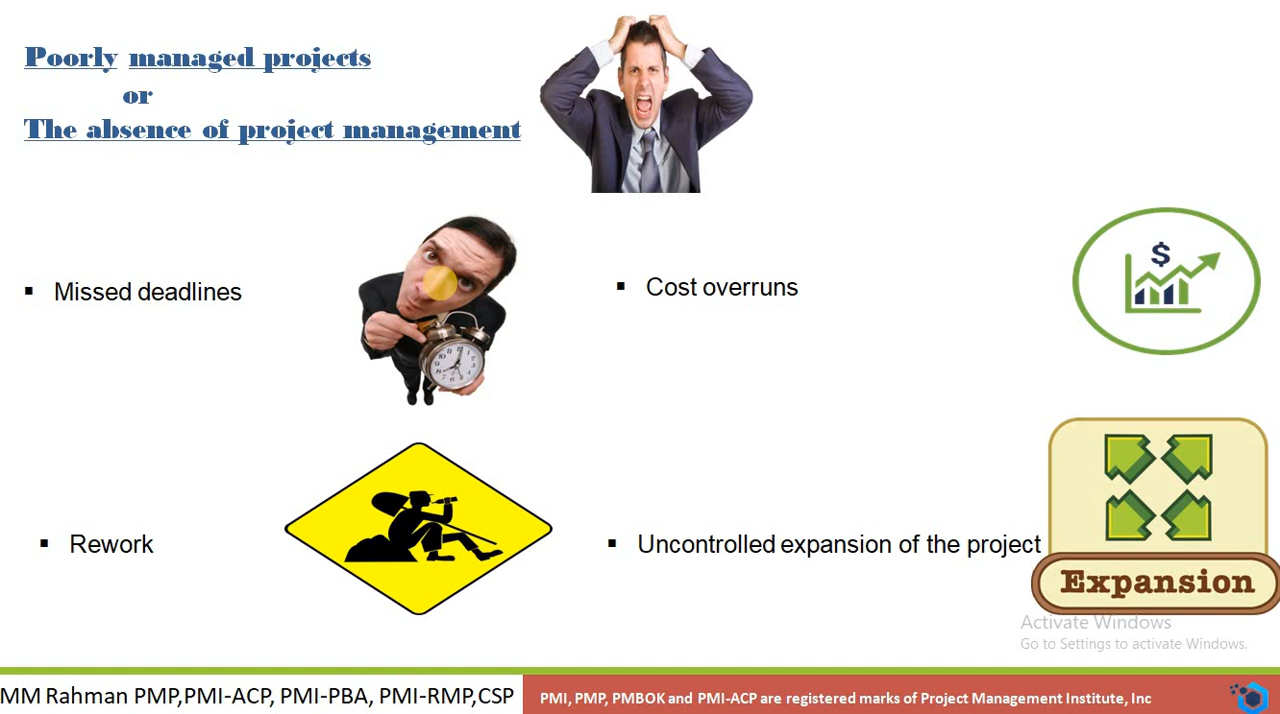 Poorly managed projects
or
The absence of project management
▪ Missed deadlines
▪ Cost overruns
$
▪ Rework
▪ Uncontrolled expansion of the project
Expansion
Activate Windows
Go to Settings to activate Windows.
MM Rahman PMP,PMI-ACP, PMI-PBA, PMI-RMP,CSP
PMI, PMP, PMBOK and PMI-ACP are registered marks of Project Management Institute, Inc